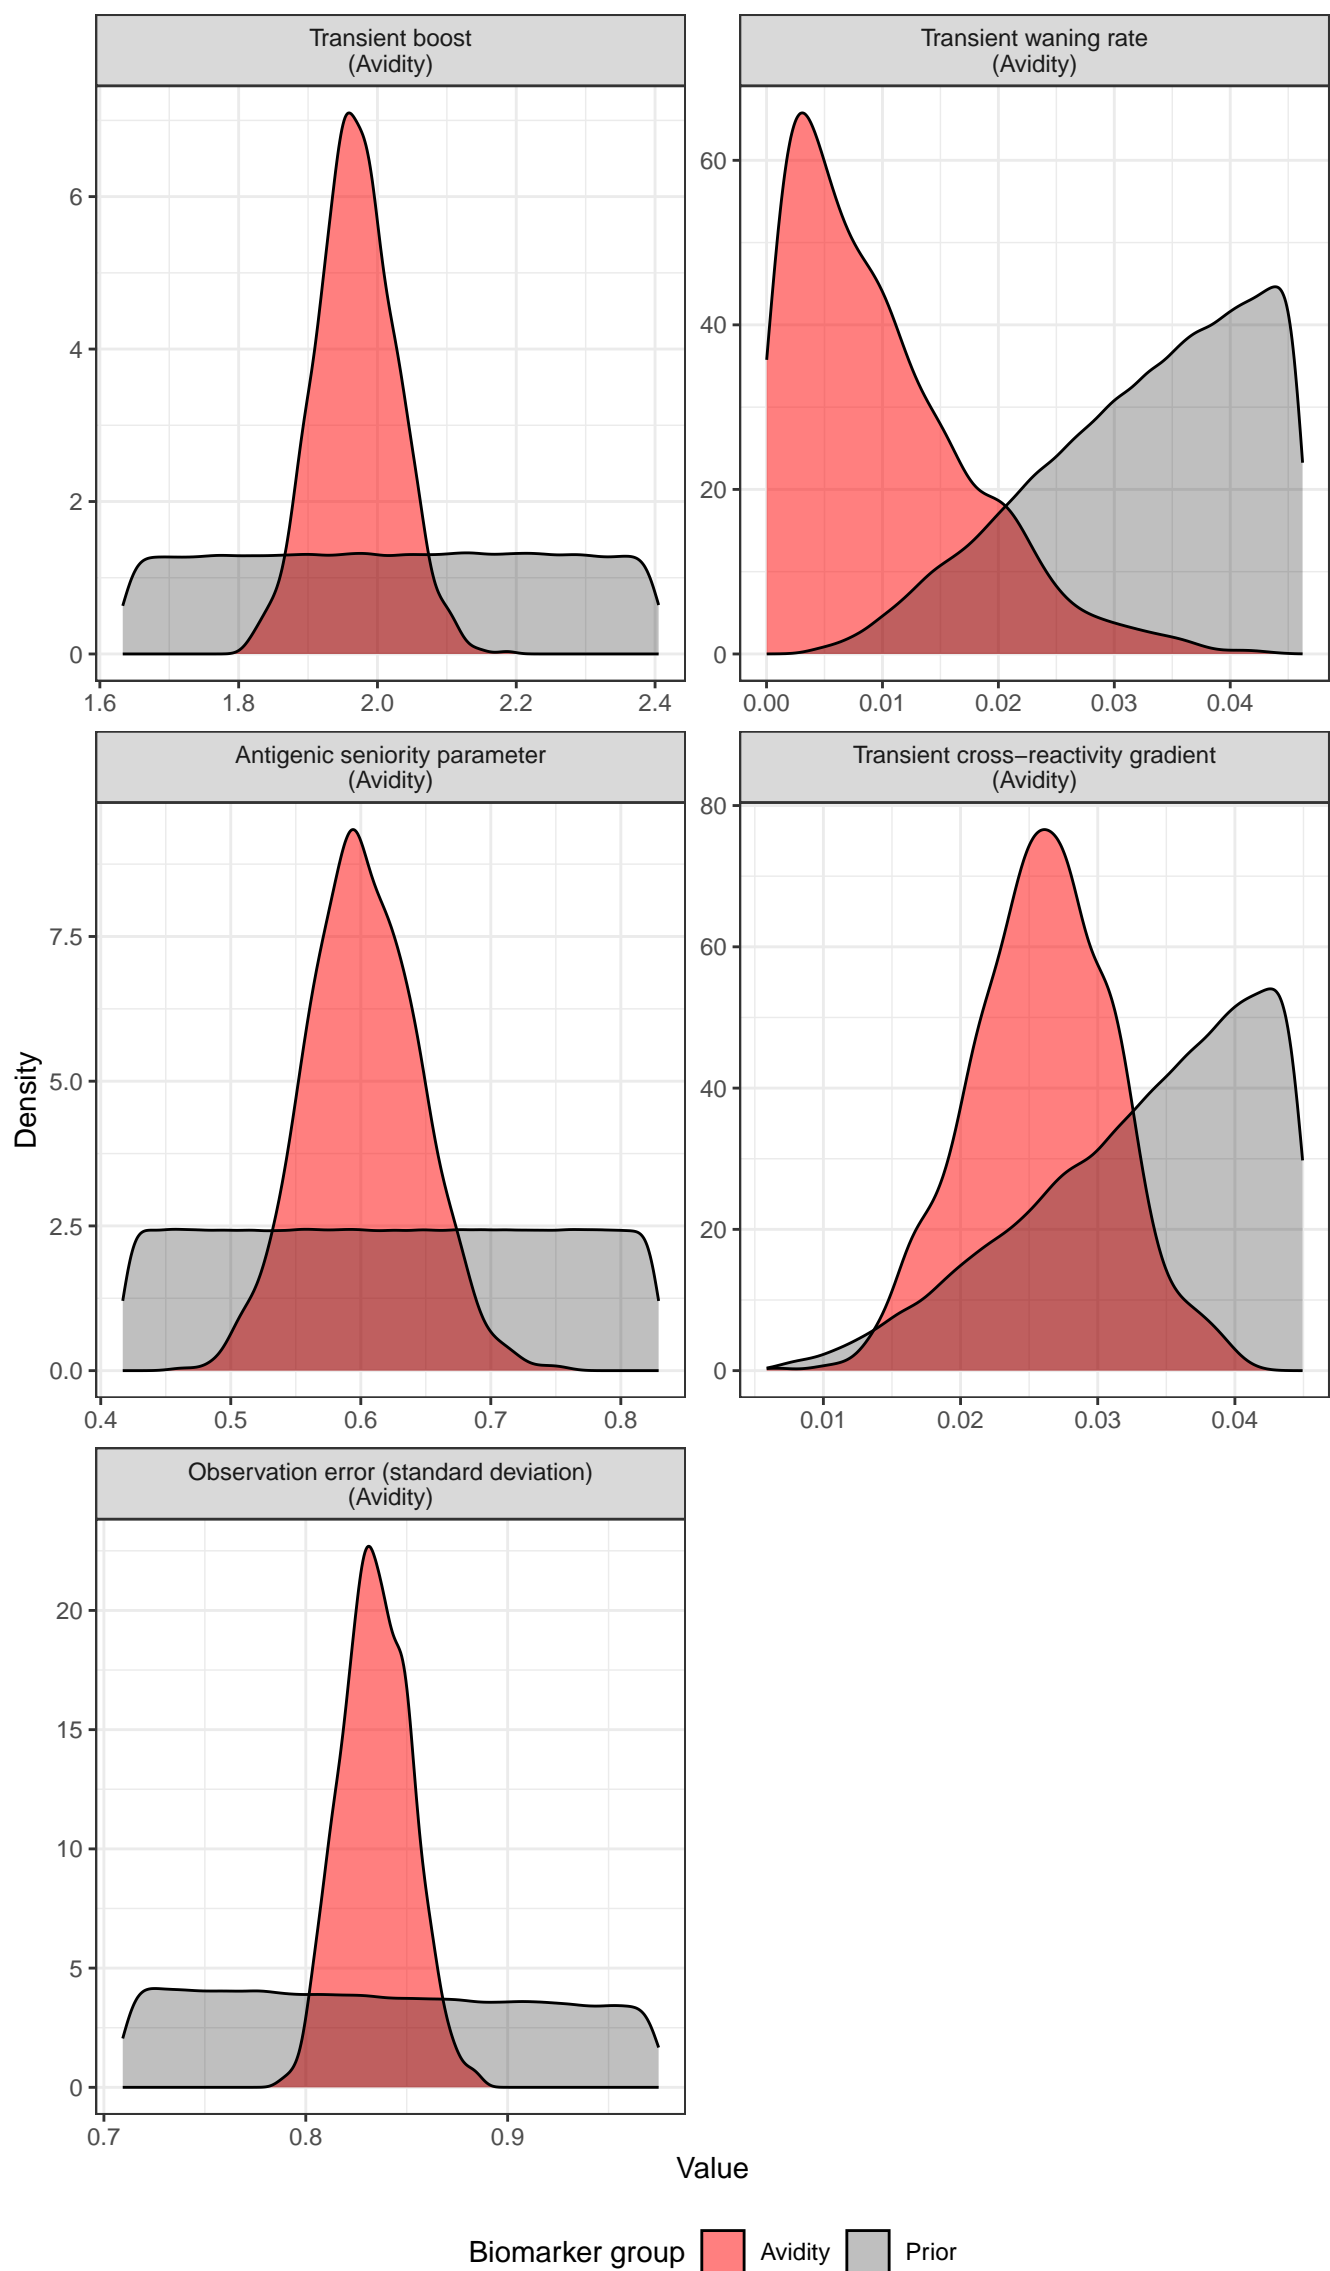 Transient boost
(Avidity)
Transient waning rate
(Avidity)
6
4
2
0
1.6 1.8 2.0 2.2 2.4
60
40
20
0
0.00 0.01 0.02 0.03 0.04
Antigenic seniority parameter
(Avidity)
Transient cross−reactivity gradient
(Avidity)
Density
7.5
5.0
2.5
0.0
0.4 0.5 0.6 0.7 0.8
80
60
40
20
0
0.01 0.02 0.03 0.04
Observation error (standard deviation)
(Avidity)
20
15
10
5
0
0.7 0.8 0.9
Value
Biomarker group Avidity Prior